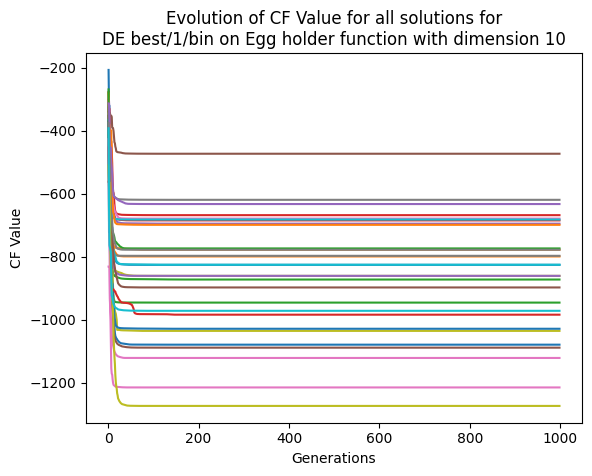 Evolution of CF Value for all solutions for
DE best/1/bin on Egg holder function with dimension 10
−200
−400
−600
−800
−1000
−1200
CF Value
0 200 400 600 800 1000
Generations